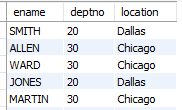 ename deptno location
SMITH 20 Dallas
ALLEN 30 Chicago
WARD 30 Chicago
JONES 20 Dallas
MARTIN 30 Chicago